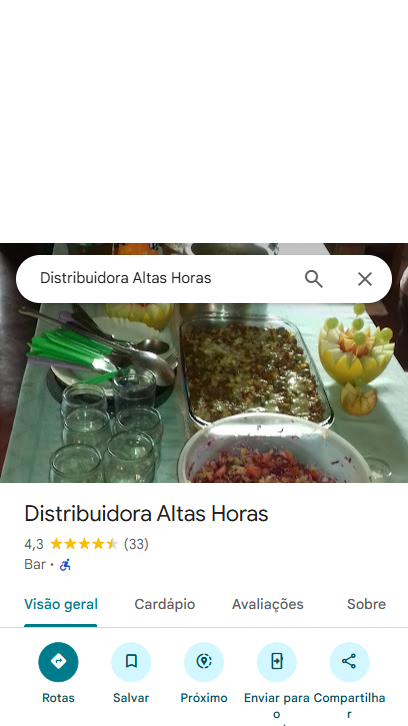 Distribuidora Altas Horas
Distribuidora Altas Horas
4,3 (33)
Bar ·
Visão geral Cardápio Avaliações Sobre
Rotas Salvar Próximo Enviar para o Compartilhar